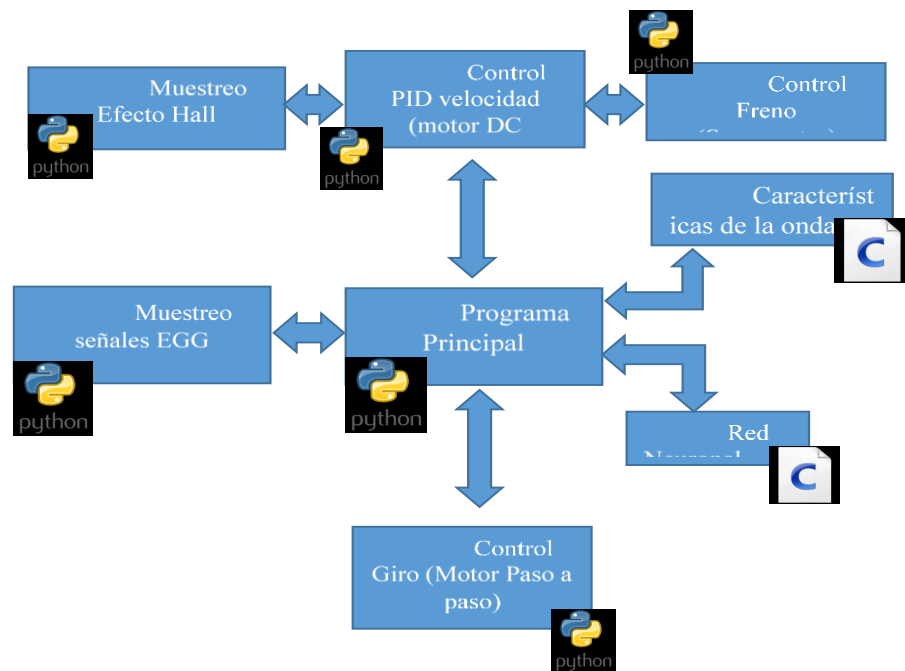 Muestreo
Efecto Hall
python
Control
PID velocidad
(motor DC
python
python
Control
Freno
Característ
icas de la onda
C
Muestreo
señales EGG
python
Programa
Principal
python
Red
C
Control
Giro (Motor Paso a
paso)
python